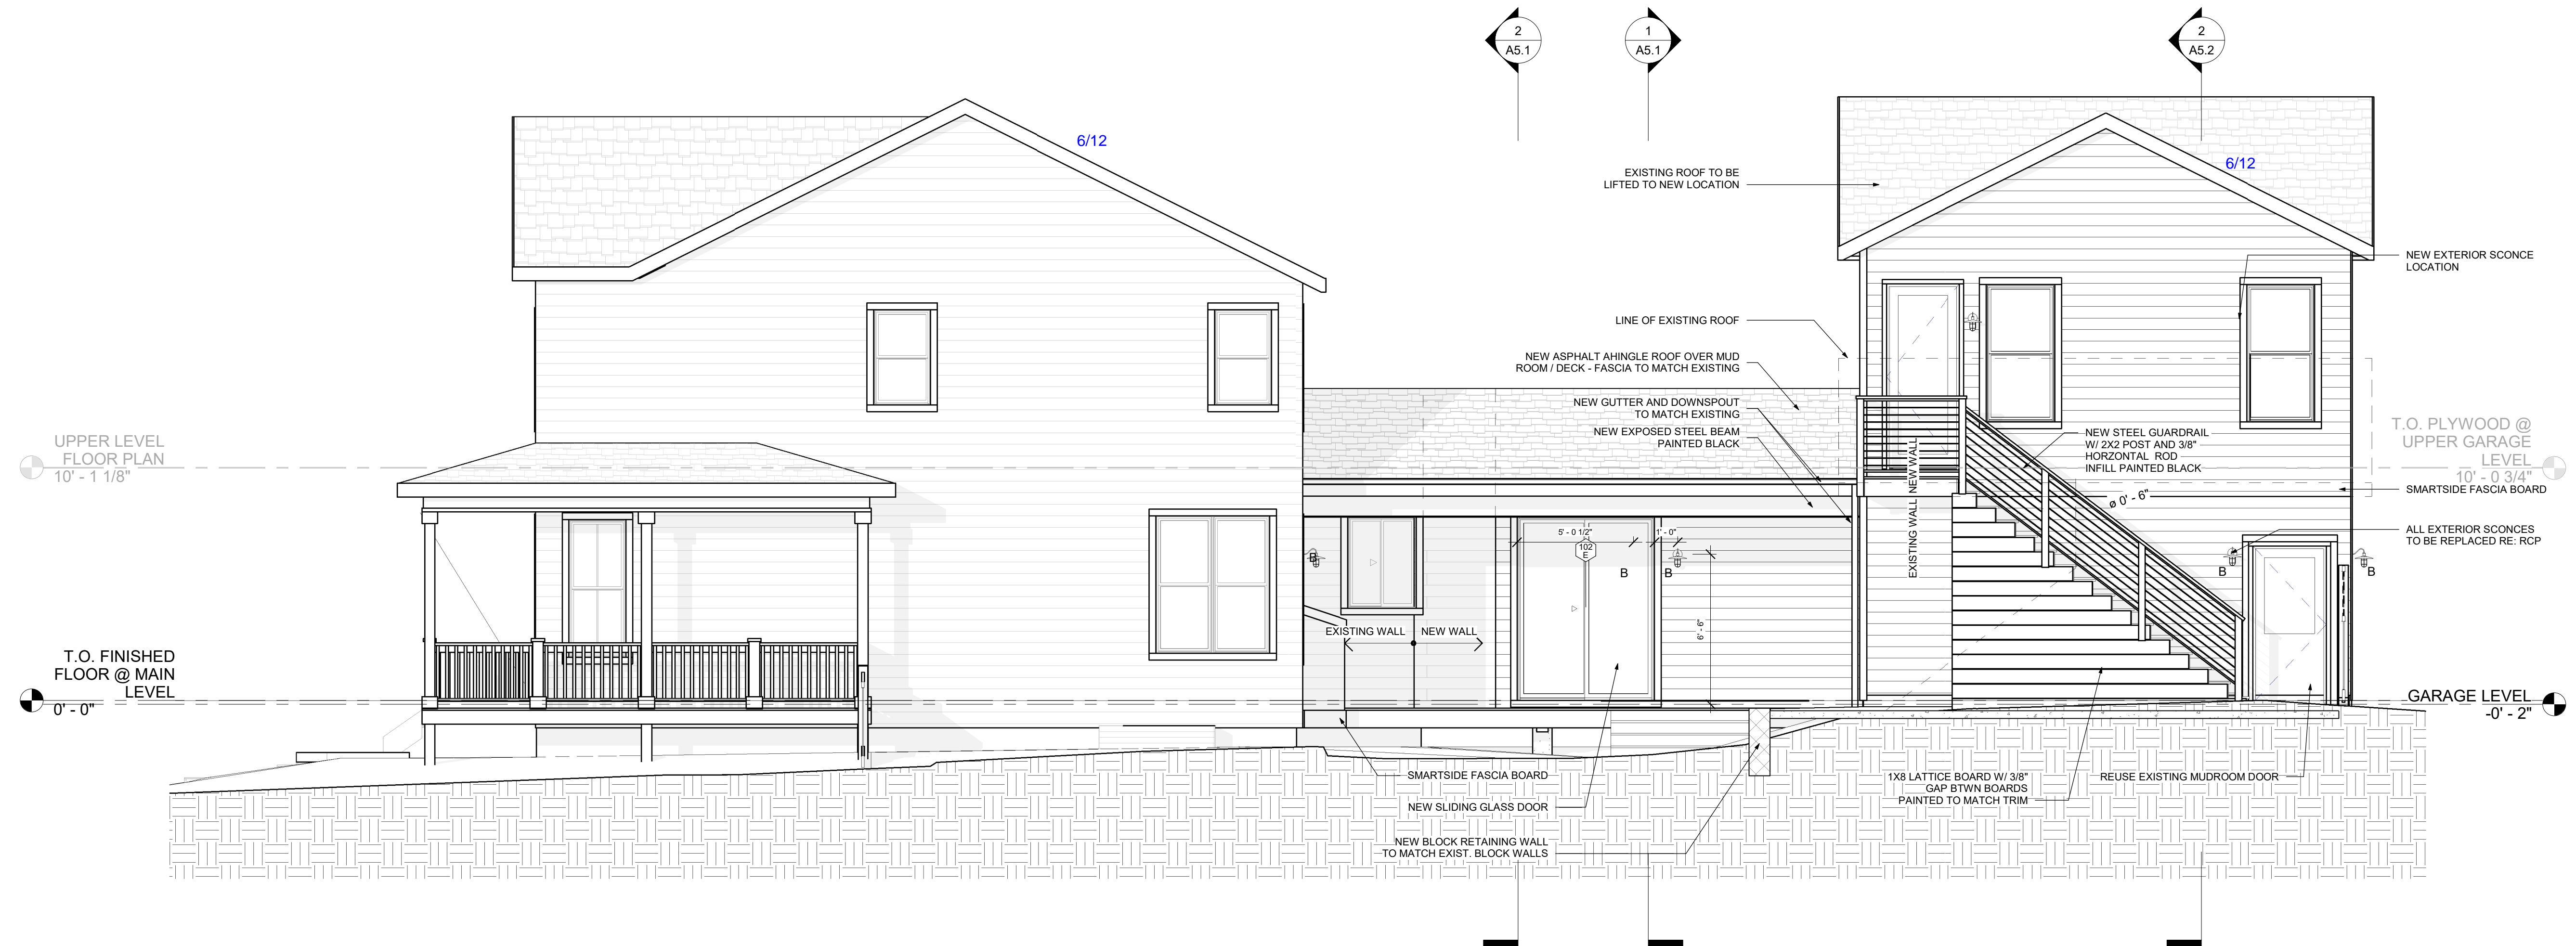 2
A5.1
1
A5.1
2
A5.2
6/12
6/12
EXISTING ROOF TO BE
LIFTED TO NEW LOCATION
NEW EXTERIOR SCONCE
LOCATION
LINE OF EXISTING ROOF
NEW ASPHALT AHINGLE ROOF OVER MUD
ROOM / DECK - FASCIA TO MATCH EXISTING
NEW GUTTER AND DOWNSPOUT
TO MATCH EXISTING
NEW EXPOSED STEEL BEAM
PAINTED BLACK
UPPER LEVEL
FLOOR PLAN
10' - 1 1/8"
T.O. PLYWOOD @
UPPER GARAGE
LEVEL
10' - 0 3/4"
NEW STEEL GUARDRAIL
W/ 2X2 POST AND 3/8"
HORZONTAL ROD
INFILL PAINTED BLACK
SMARTSIDE FASCIA BOARD
ø 0' - 6"
EXISTING WALL
NEW WALL
ALL EXTERIOR SCONCES
TO BE REPLACED RE: RCP
5' - 0 1/2"
1' - 0"
102
E
B
B
B
B
B
6' - 6"
EXISTING WALL
NEW WALL
T.O. FINISHED
FLOOR @ MAIN
LEVEL
0' - 0"
GARAGE LEVEL
-0' - 2"
SMARTSIDE FASCIA BOARD
NEW SLIDING GLASS DOOR
NEW BLOCK RETAINING WALL
TO MATCH EXIST. BLOCK WALLS
1X8 LATTICE BOARD W/ 3/8"
GAP BTWN BOARDS
PAINTED TO MATCH TRIM
REUSE EXISTING MUDROOM DOOR